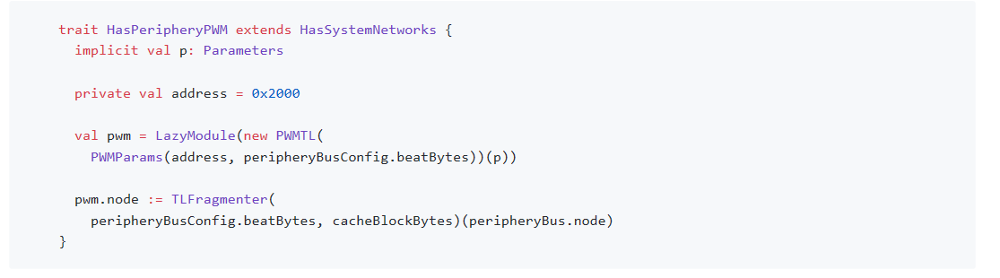 trait HasPeripheryPWM extends HasSystemNetworks {
  implicit val p: Parameters
  private val address = 0x2000
  val pwm = LazyModule(new PWMTL(
    PWMParams(address, peripheryBusConfig.beatBytes))(p))
  pwm.node := TLFragmenter(
    peripheryBusConfig.beatBytes, cacheBlockBytes)(peripheryBus.node)
}